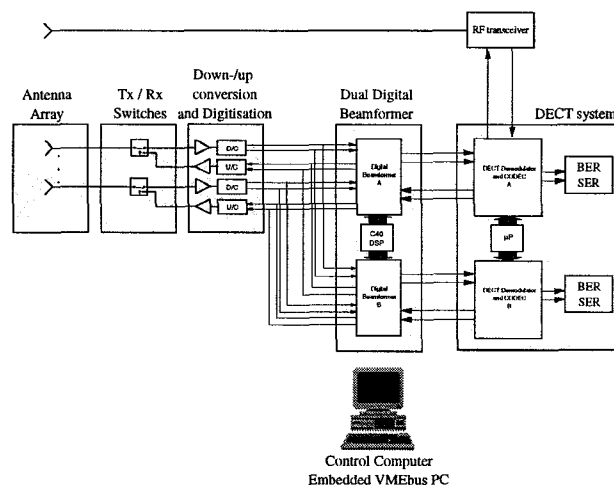 RF transceiver
Antenna
Array
Tx / Rx
Switches
Down-/up
conversion
and Digitisation
Dual Digital
Beamformer
DECT system
D/C
U/C
D/C
U/C
Digital
Beamformer
A
DECT Demodulator
and CODEC
A
BER
SER
C40
DSP
µP
Digital
Beamformer
B
DECT Demodulator
and CODEC
B
BER
SER
Control Computer
Embedded VMEbus PC